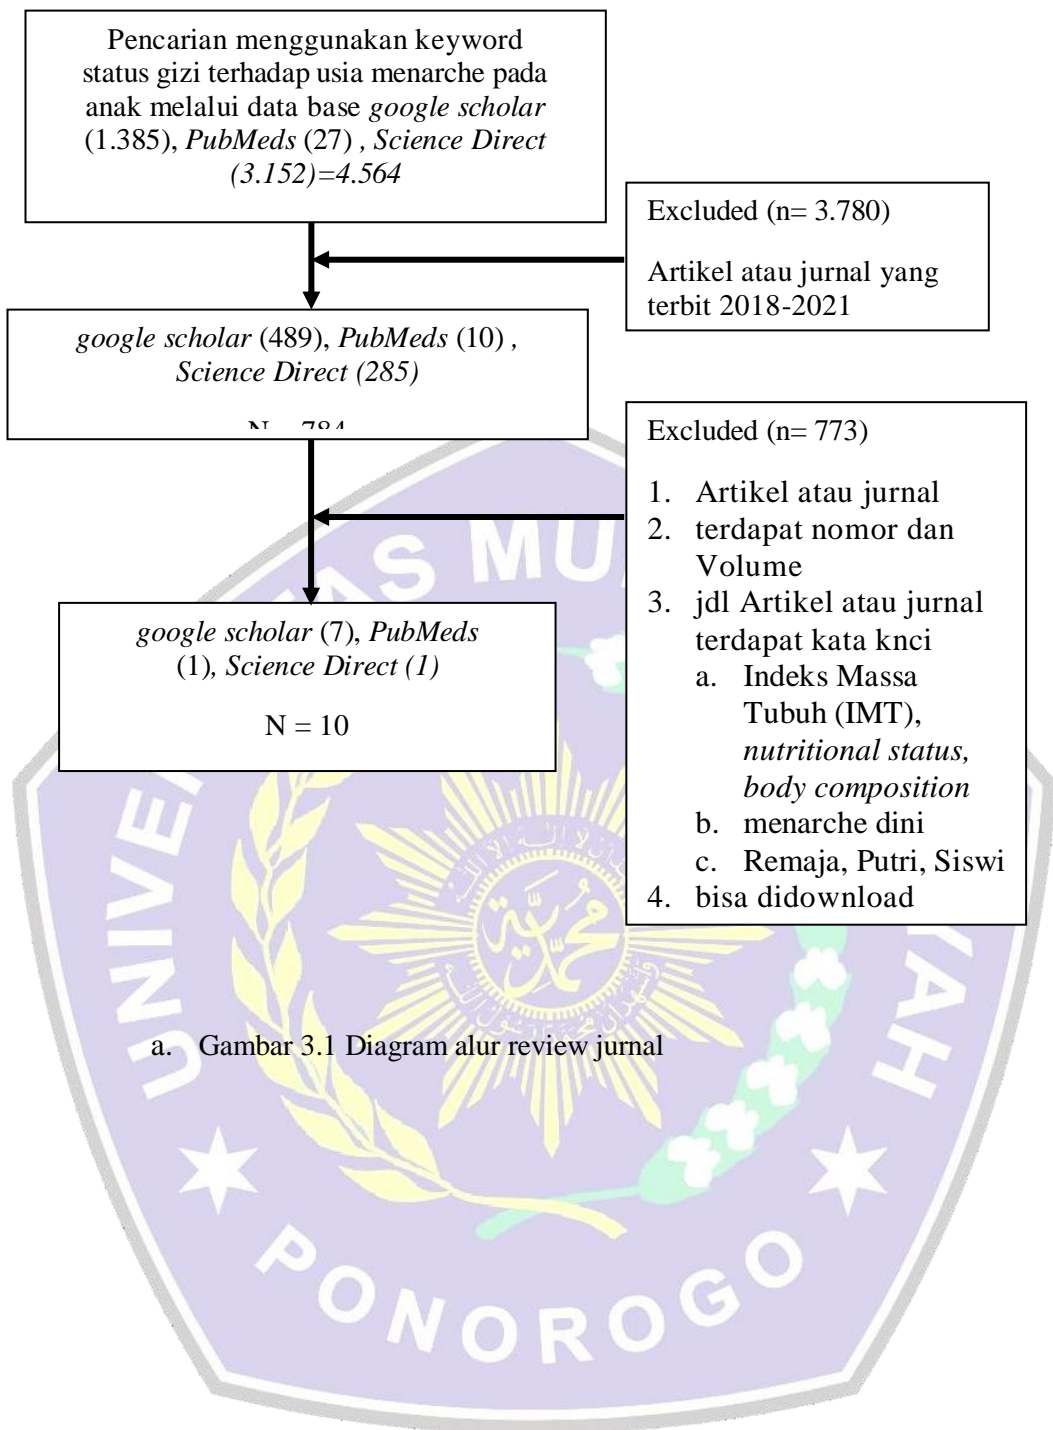 Pencarian menggunakan keyword
status gizi terhadap usia menarche pada
anak melalui data base google scholar
(1.385), PubMeds (27) , Science Direct
(3.152)=4.564
Excluded (n= 3.780)
Artikel atau jurnal yang
terbit 2018-2021
google scholar (489), PubMeds (10) ,
Science Direct (285)
N = 784
Excluded (n= 773)
1. Artikel atau jurnal
2. terdapat nomor dan
Volume
3. jdl Artikel atau jurnal
terdapat kata knci
a. Indeks Massa
Tubuh (IMT),
nutritional status,
body composition
b. menarche dini
c. Remaja, Putri, Siswi
4. bisa didownload
google scholar (7), PubMeds
(1), Science Direct (1)
N = 10
a. Gambar 3.1 Diagram alur review jurnal
PONOROGO